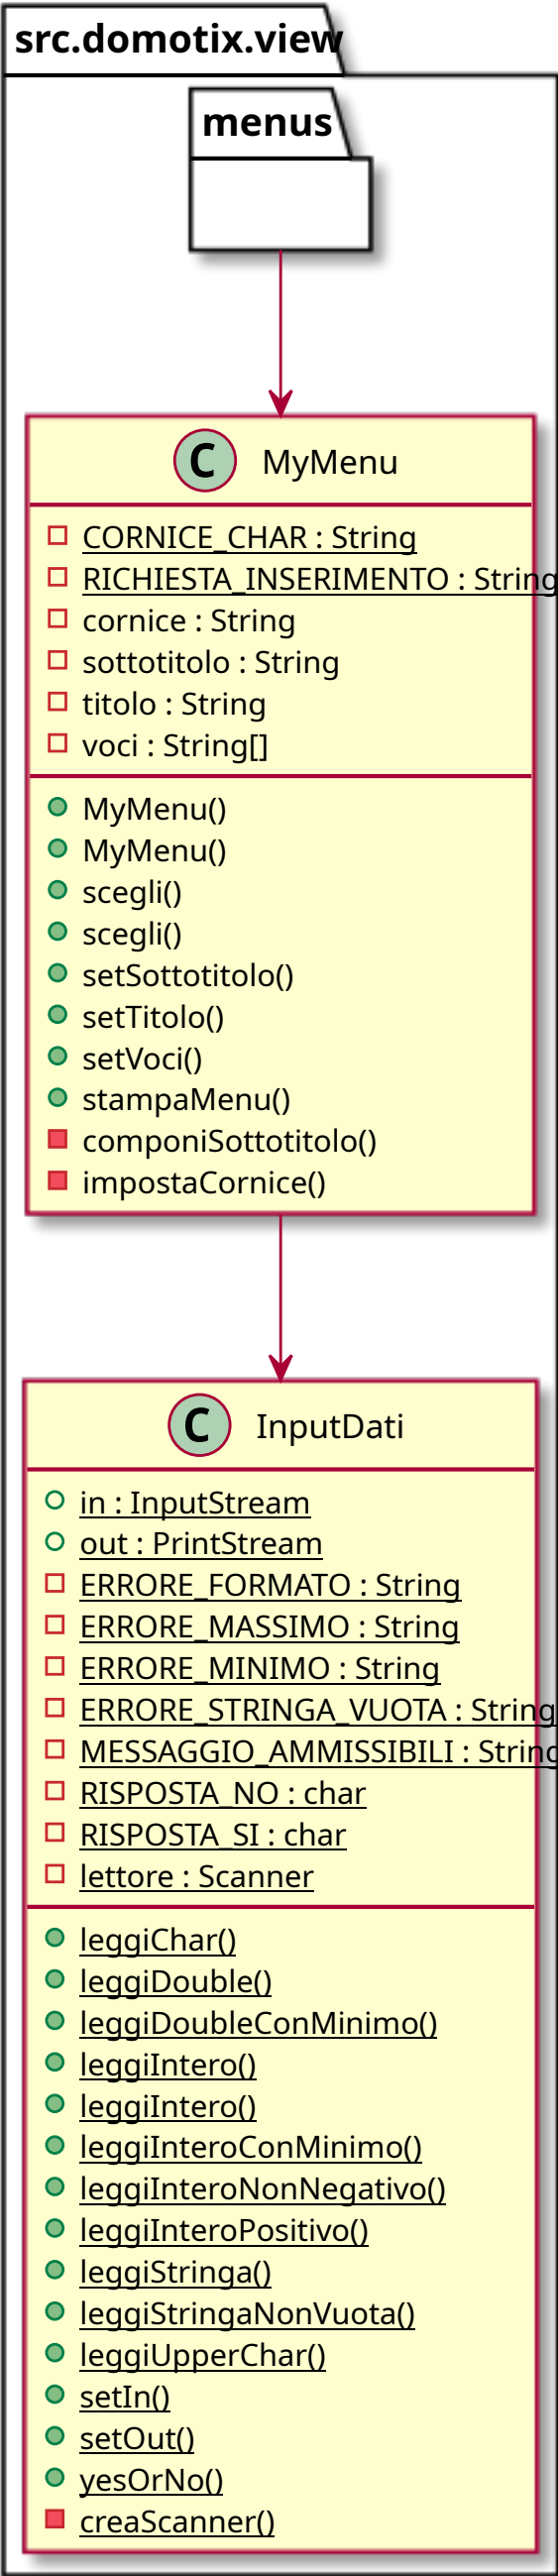 src.domotix.view
menus
C MyMenu
CORNICE_CHAR : String
RICHIESTA_INSERIMENTO : String
cornice : String
sottotitolo : String
titolo : String
voci : String[]
MyMenu()
MyMenu()
scegli()
scegli()
setSottotitolo()
setTitolo()
setVoci()
stampaMenu()
componiSottotitolo()
impostaCornice()
C InputDati
in : InputStream
out : PrintStream
ERRORE_FORMATO : String
ERRORE_MASSIMO : String
ERRORE_MINIMO : String
ERRORE_STRINGA_VUOTA : String
MESSAGGIO_AMMISSIBILI : String
RISPOSTA_NO : char
RISPOSTA_SI : char
lettore : Scanner
leggiChar()
leggiDouble()
leggiDoubleConMinimo()
leggiIntero()
leggiIntero()
leggiInteroConMinimo()
leggiInteroNonNegativo()
leggiInteroPositivo()
leggiStringa()
leggiStringaNonVuota()
leggiUpperChar()
setIn()
setOut()
yesOrNo()
creaScanner()